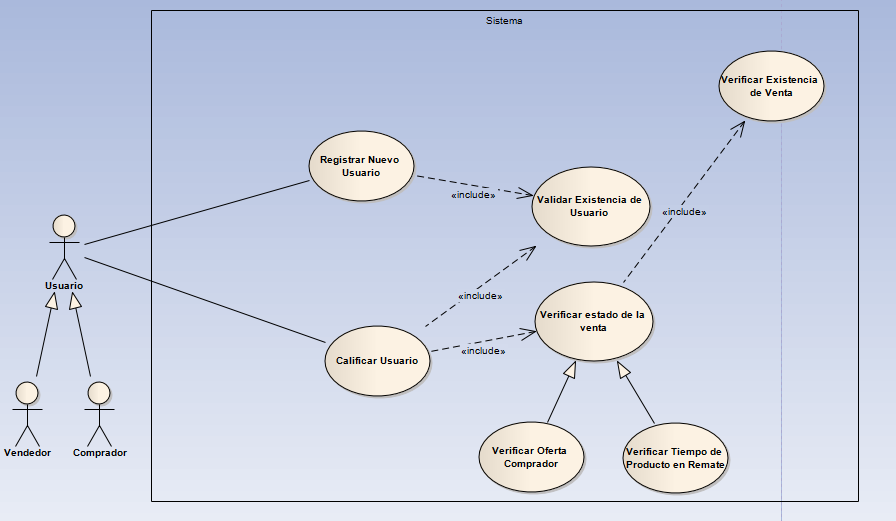 Sistema
Verificar Existencia
de Venta
Registrar Nuevo
Usuario
«include»
Validar Existencia de
Usuario
«include»
Usuario
«include»
Verificar estado de la
venta
Calificar Usuario
«include»
Vendedor
Comprador
Verificar Oferta
Comprador
Verificar Tiempo de
Producto en Remate